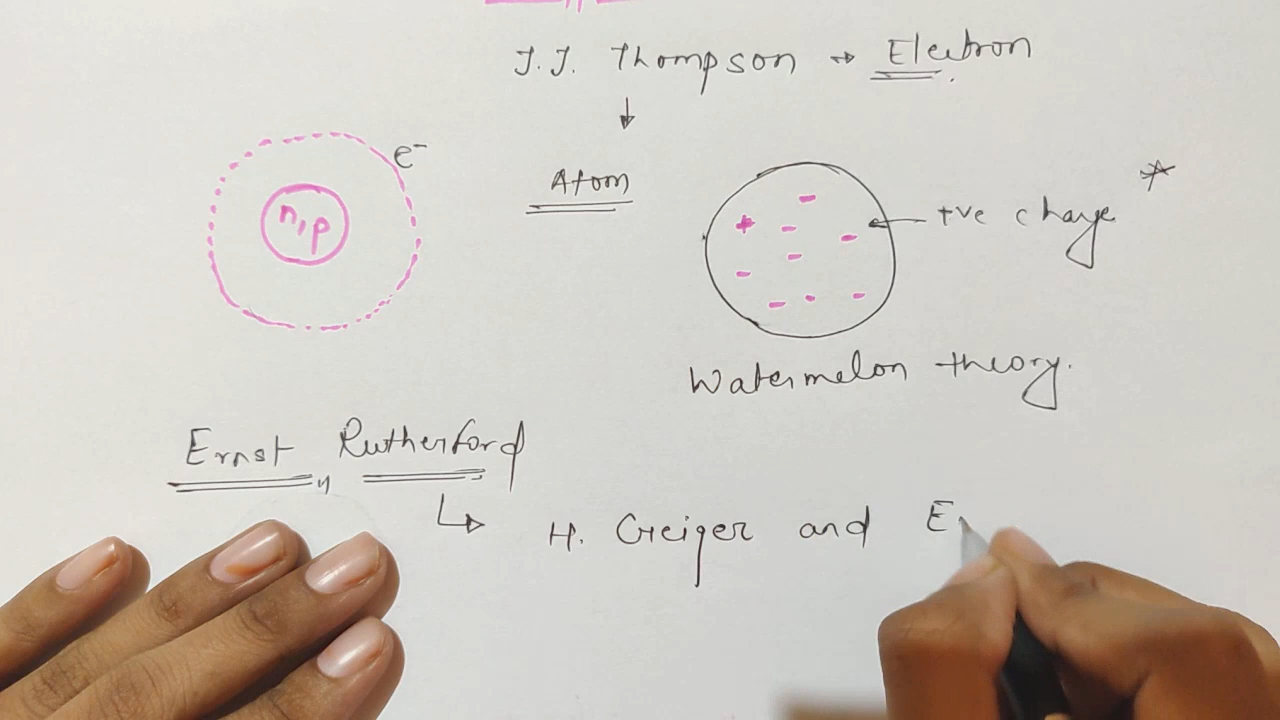 J.J. Thompson → Electron
↓
Atom
e⁻
n,p
+ve charge *
Watermelon theory.
Ernst Rutherford
↳ H. Geiger and E